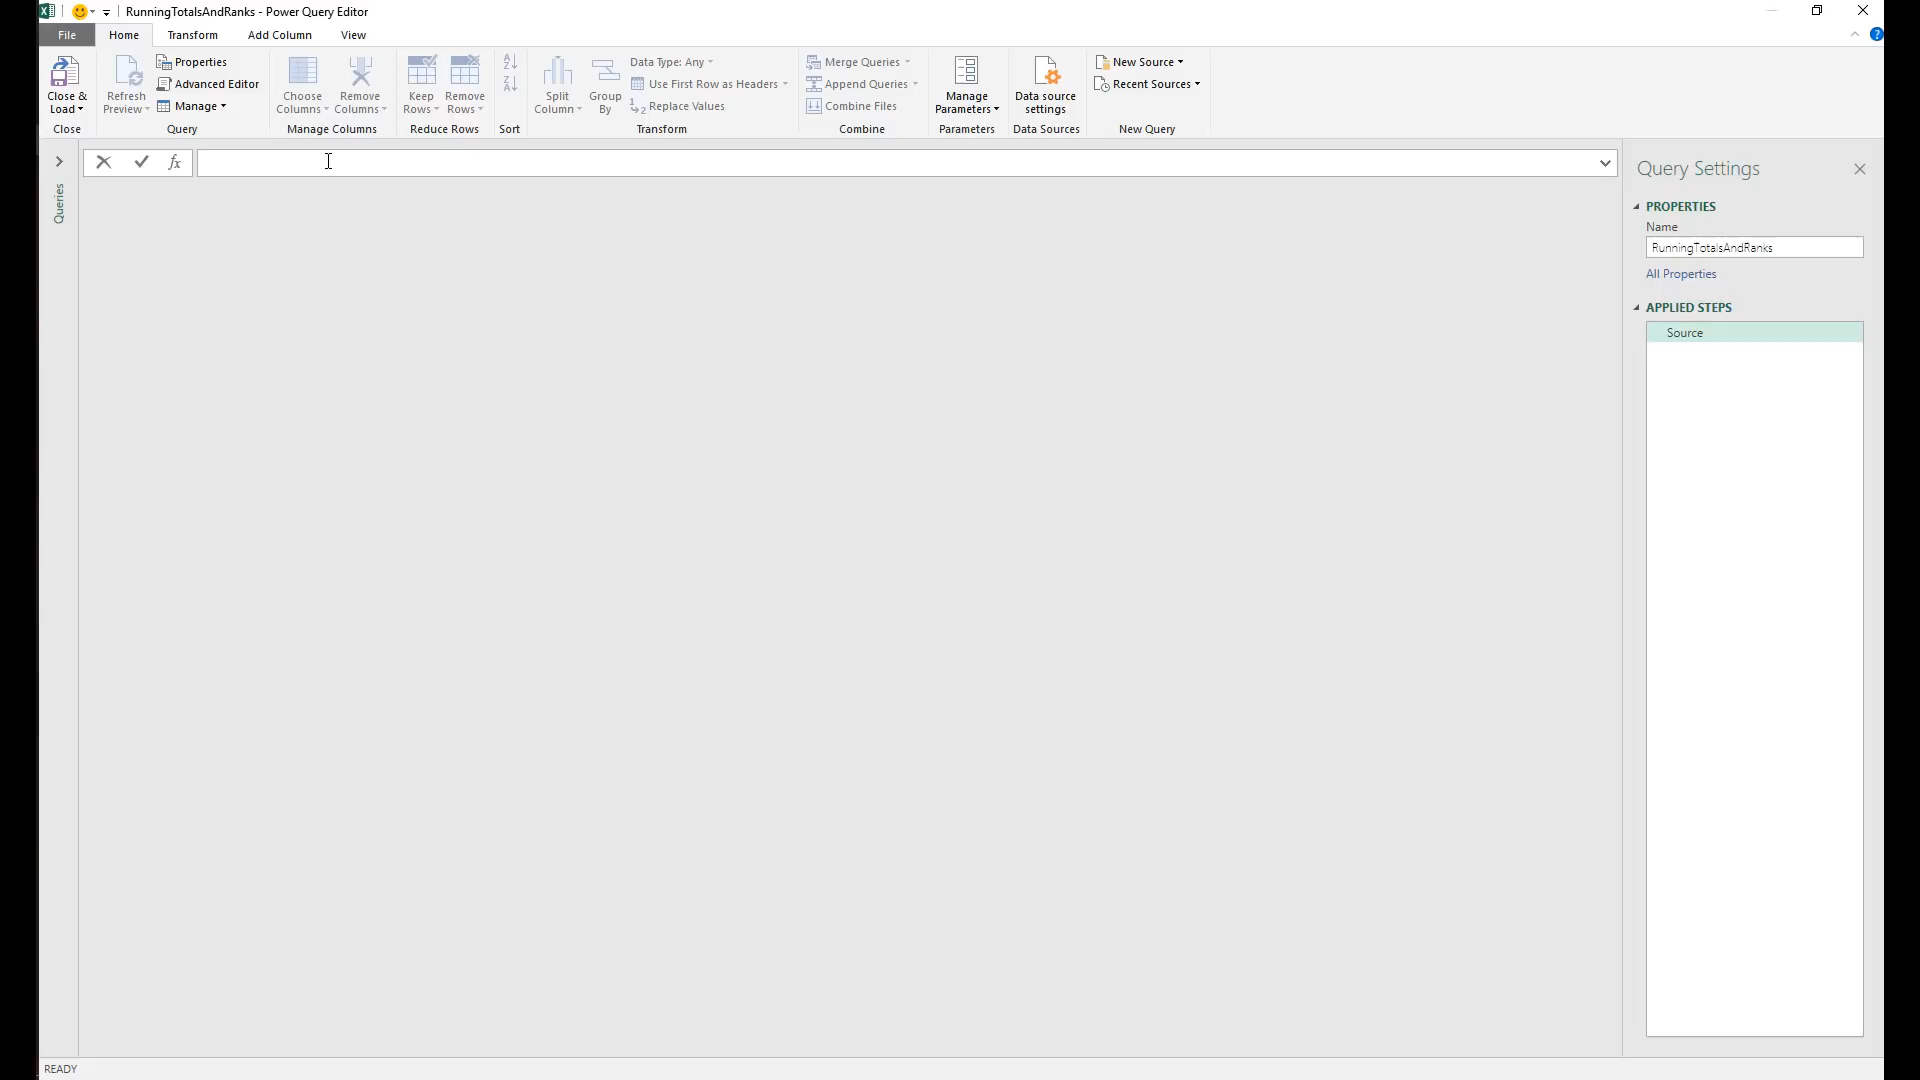 RunningTotalsAndRanks - Power Query Editor
File Home Transform Add Column View
Close & Load
Close
Refresh Preview
Properties
Advanced Editor
Manage
Query
Choose Columns
Remove Columns
Manage Columns
Keep Rows
Remove Rows
Reduce Rows
Sort
Split Column
Group By
Data Type: Any
Use First Row as Headers
Replace Values
Transform
Merge Queries
Append Queries
Combine Files
Combine
Manage Parameters
Parameters
Data source settings
Data Sources
New Source
Recent Sources
New Query
fx
Queries
Query Settings
PROPERTIES
Name
RunningTotalsAndRanks
All Properties
APPLIED STEPS
Source
READY